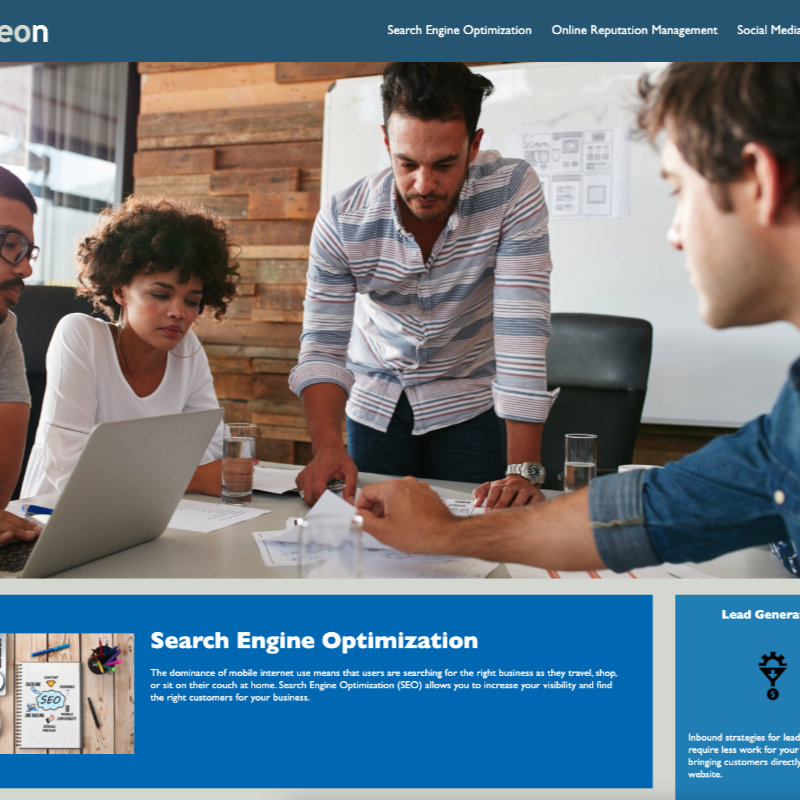 eon
Search Engine Optimization
Online Reputation Management
Social Media
Search Engine Optimization
The dominance of mobile internet use means that users are searching for the right business as they travel, shop,
or sit on their couch at home. Search Engine Optimization (SEO) allows you to increase your visibility and find
the right customers for your business.
SEO
Lead Genera
Inbound strategies for lead
require less work for your
bringing customers directly
website.